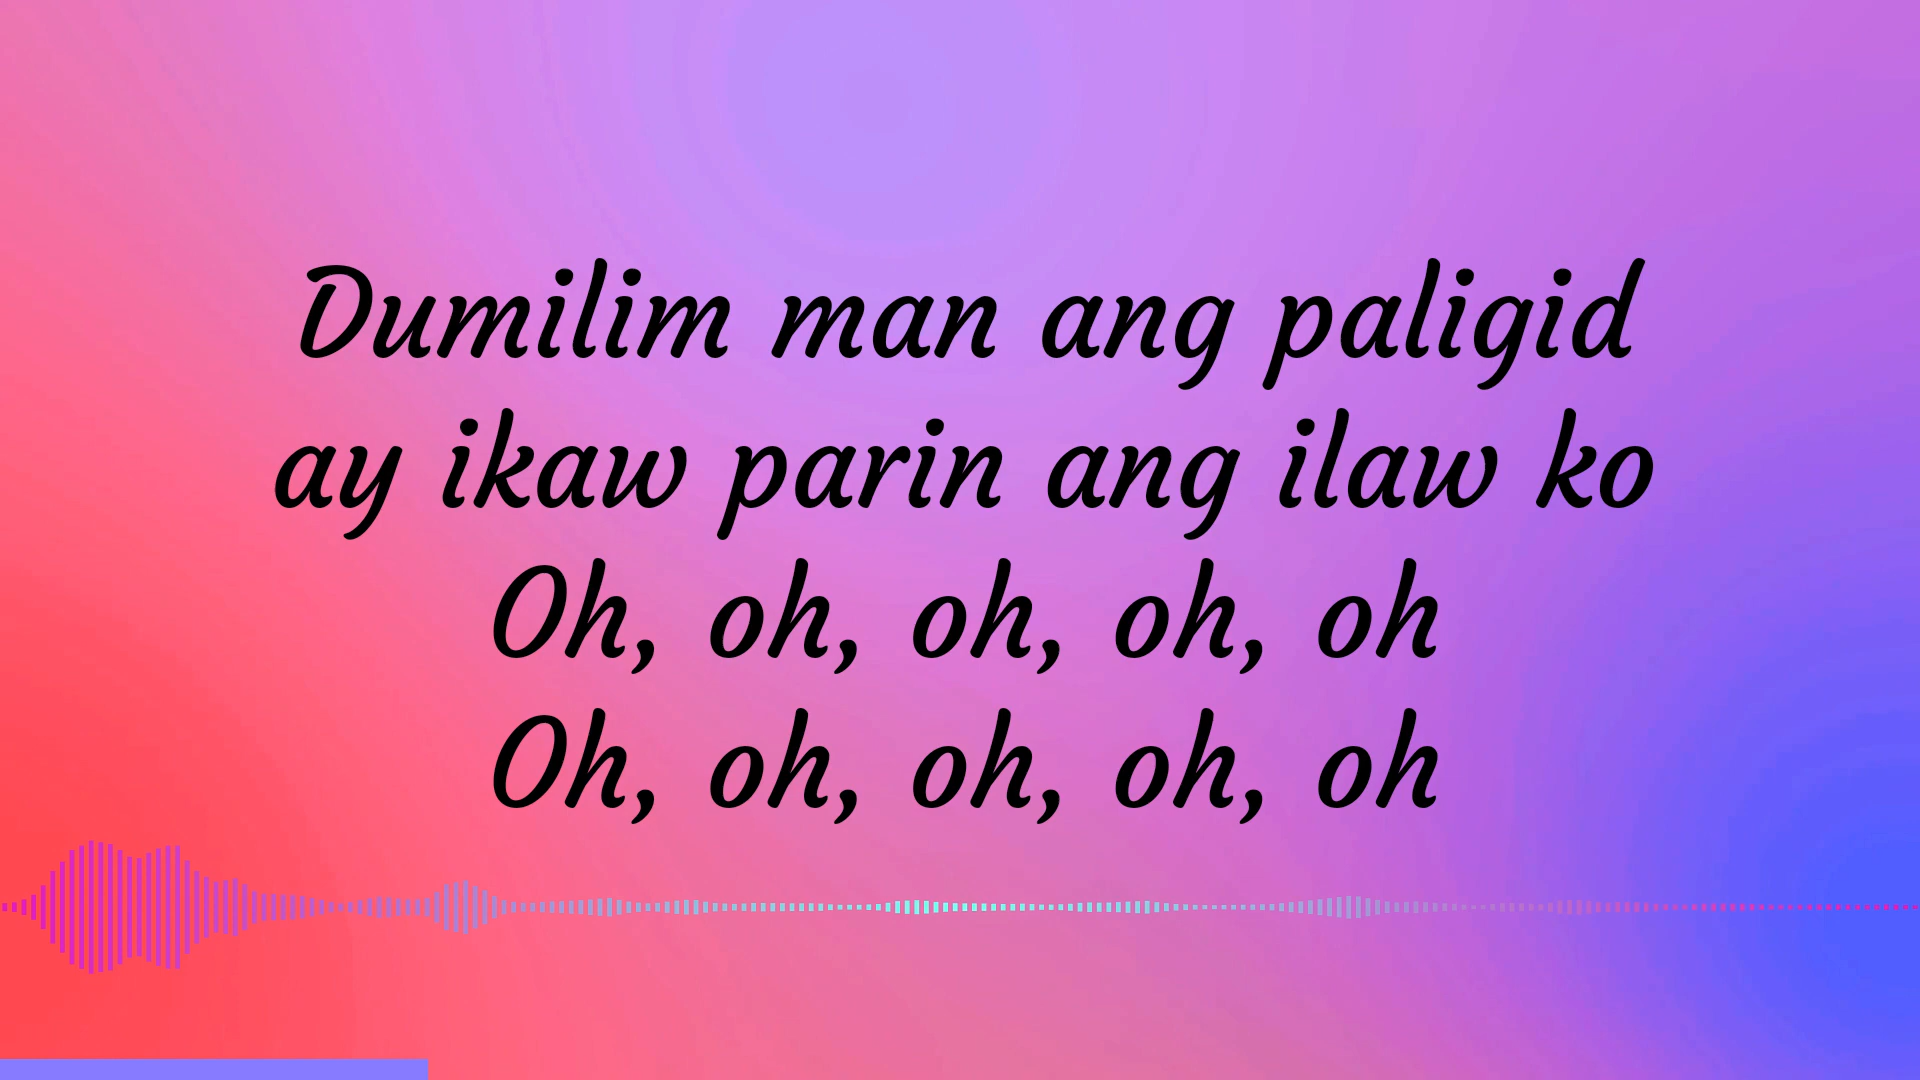 Dumilim man ang paligid
ay ikaw parin ang ilaw ko
Oh, oh, oh, oh, oh
Oh, oh, oh, oh, oh